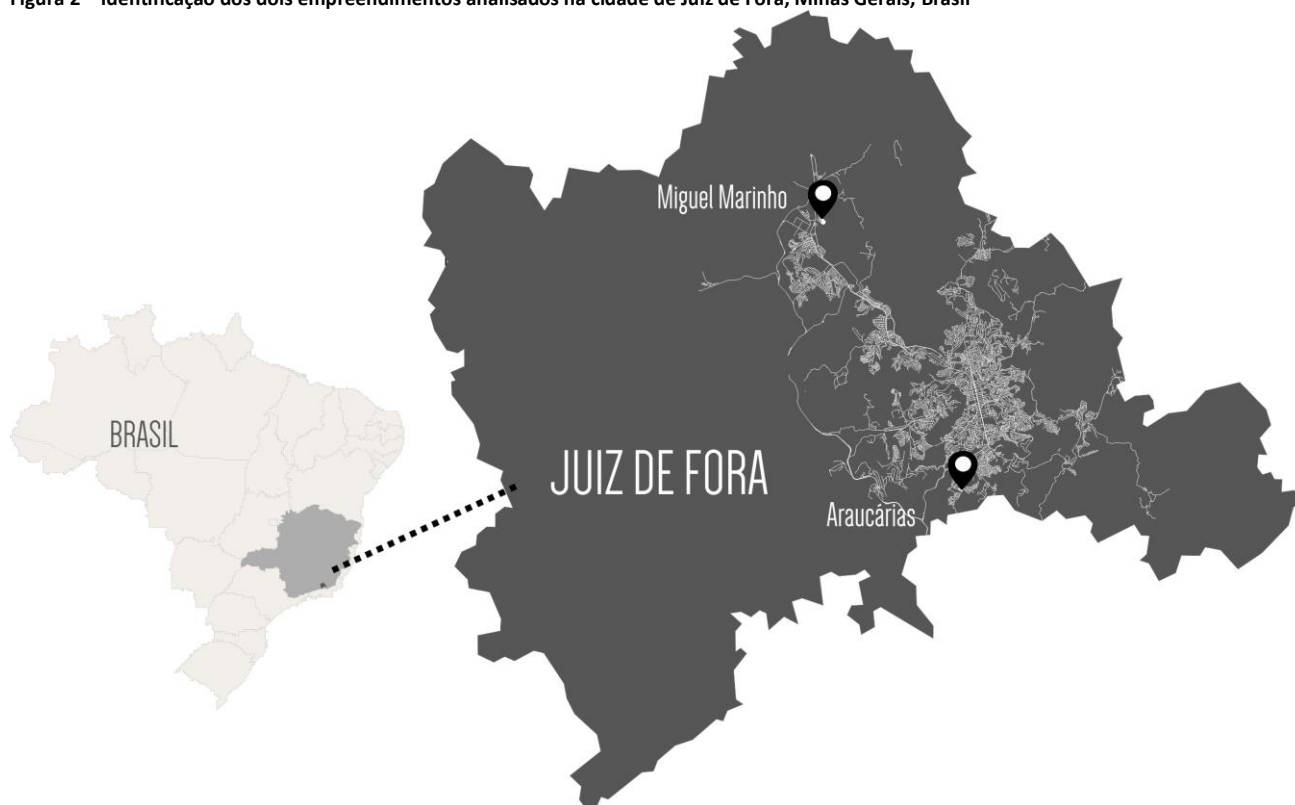 Figura 2 – Identificação dos dois empreendimentos analisados na cidade de Juiz de Fora, Minas Gerais, Brasil
Miguel Marinho
BRASIL
JUIZ DE FORA
Araucárias